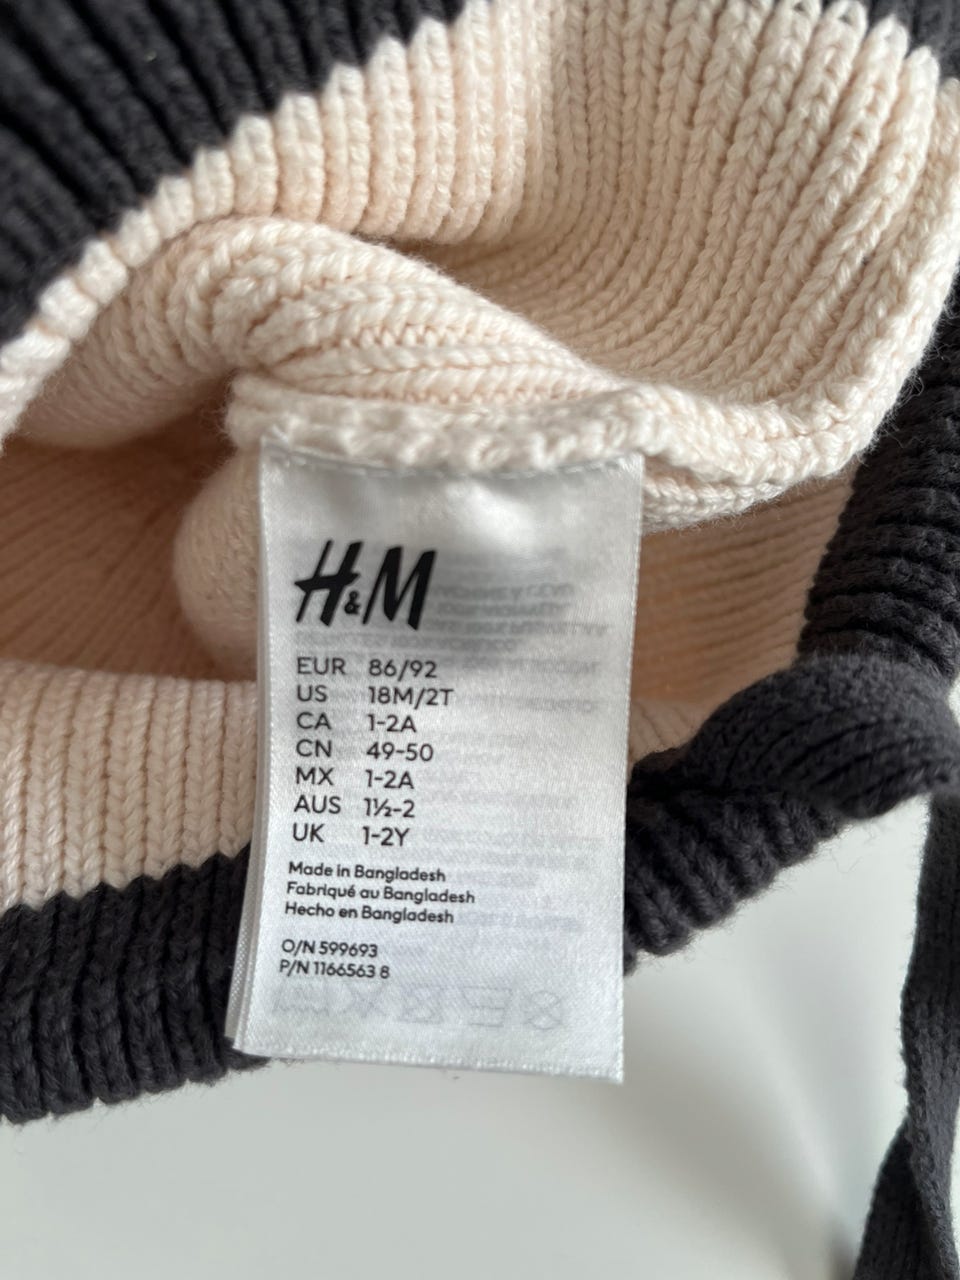 H&M
EUR 86/92
US 18M/2T
CA 1-2A
CN 49-50
MX 1-2A
AUS 1½-2
UK 1-2Y
Made in Bangladesh
Fabriqué au Bangladesh
Hecho en Bangladesh
O/N 599693
P/N 1166563 8